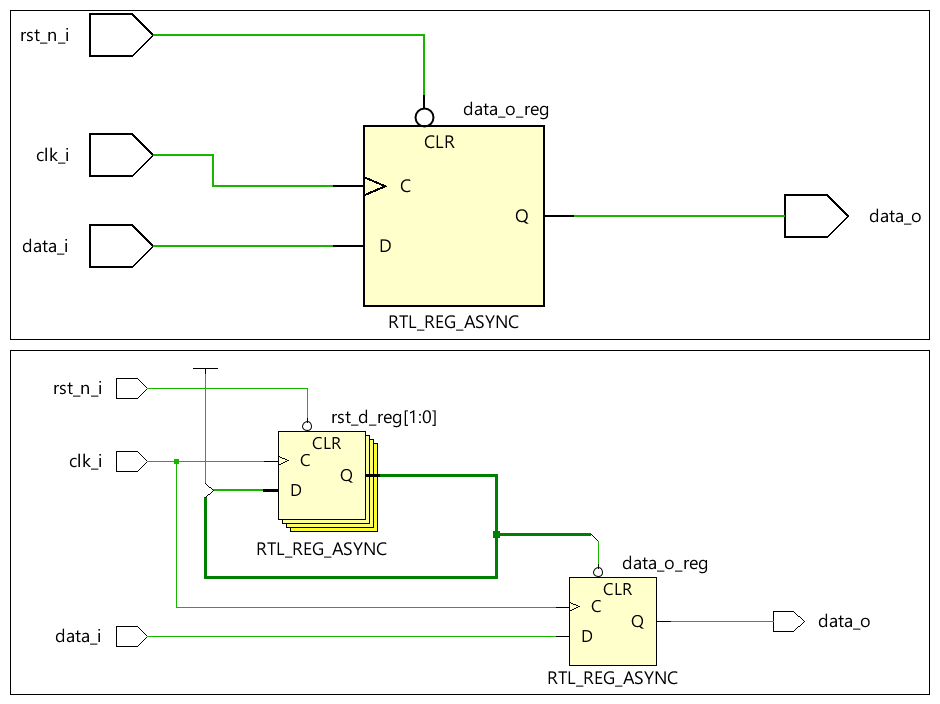 rst_n_i
data_o_reg
CLR
clk_i
C
Q
data_o
data_i
D
RTL_REG_ASYNC
rst_n_i
rst_d_reg[1:0]
CLR
clk_i
C
Q
D
RTL_REG_ASYNC
data_o_reg
CLR
C
Q
data_o
data_i
D
RTL_REG_ASYNC